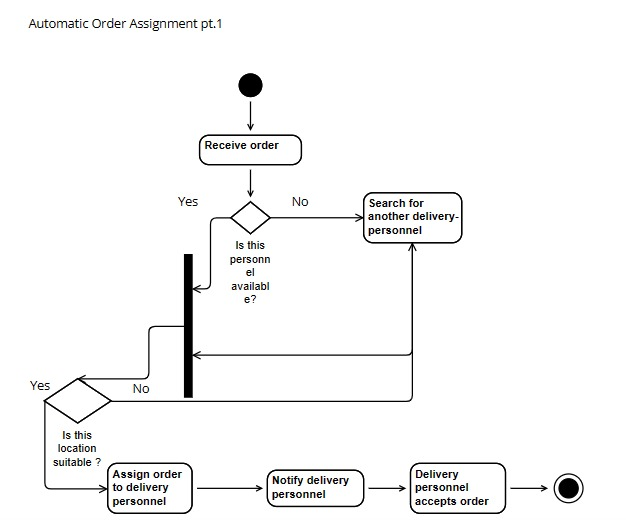 Automatic Order Assignment pt.1
Receive order
Yes
No
Search for
another delivery-
personnel
Is this
personn
el
availabl
e?
Yes
No
Is this
location
suitable ?
Assign order
to delivery
personnel
Notify delivery
personnel
Delivery
personnel
accepts order